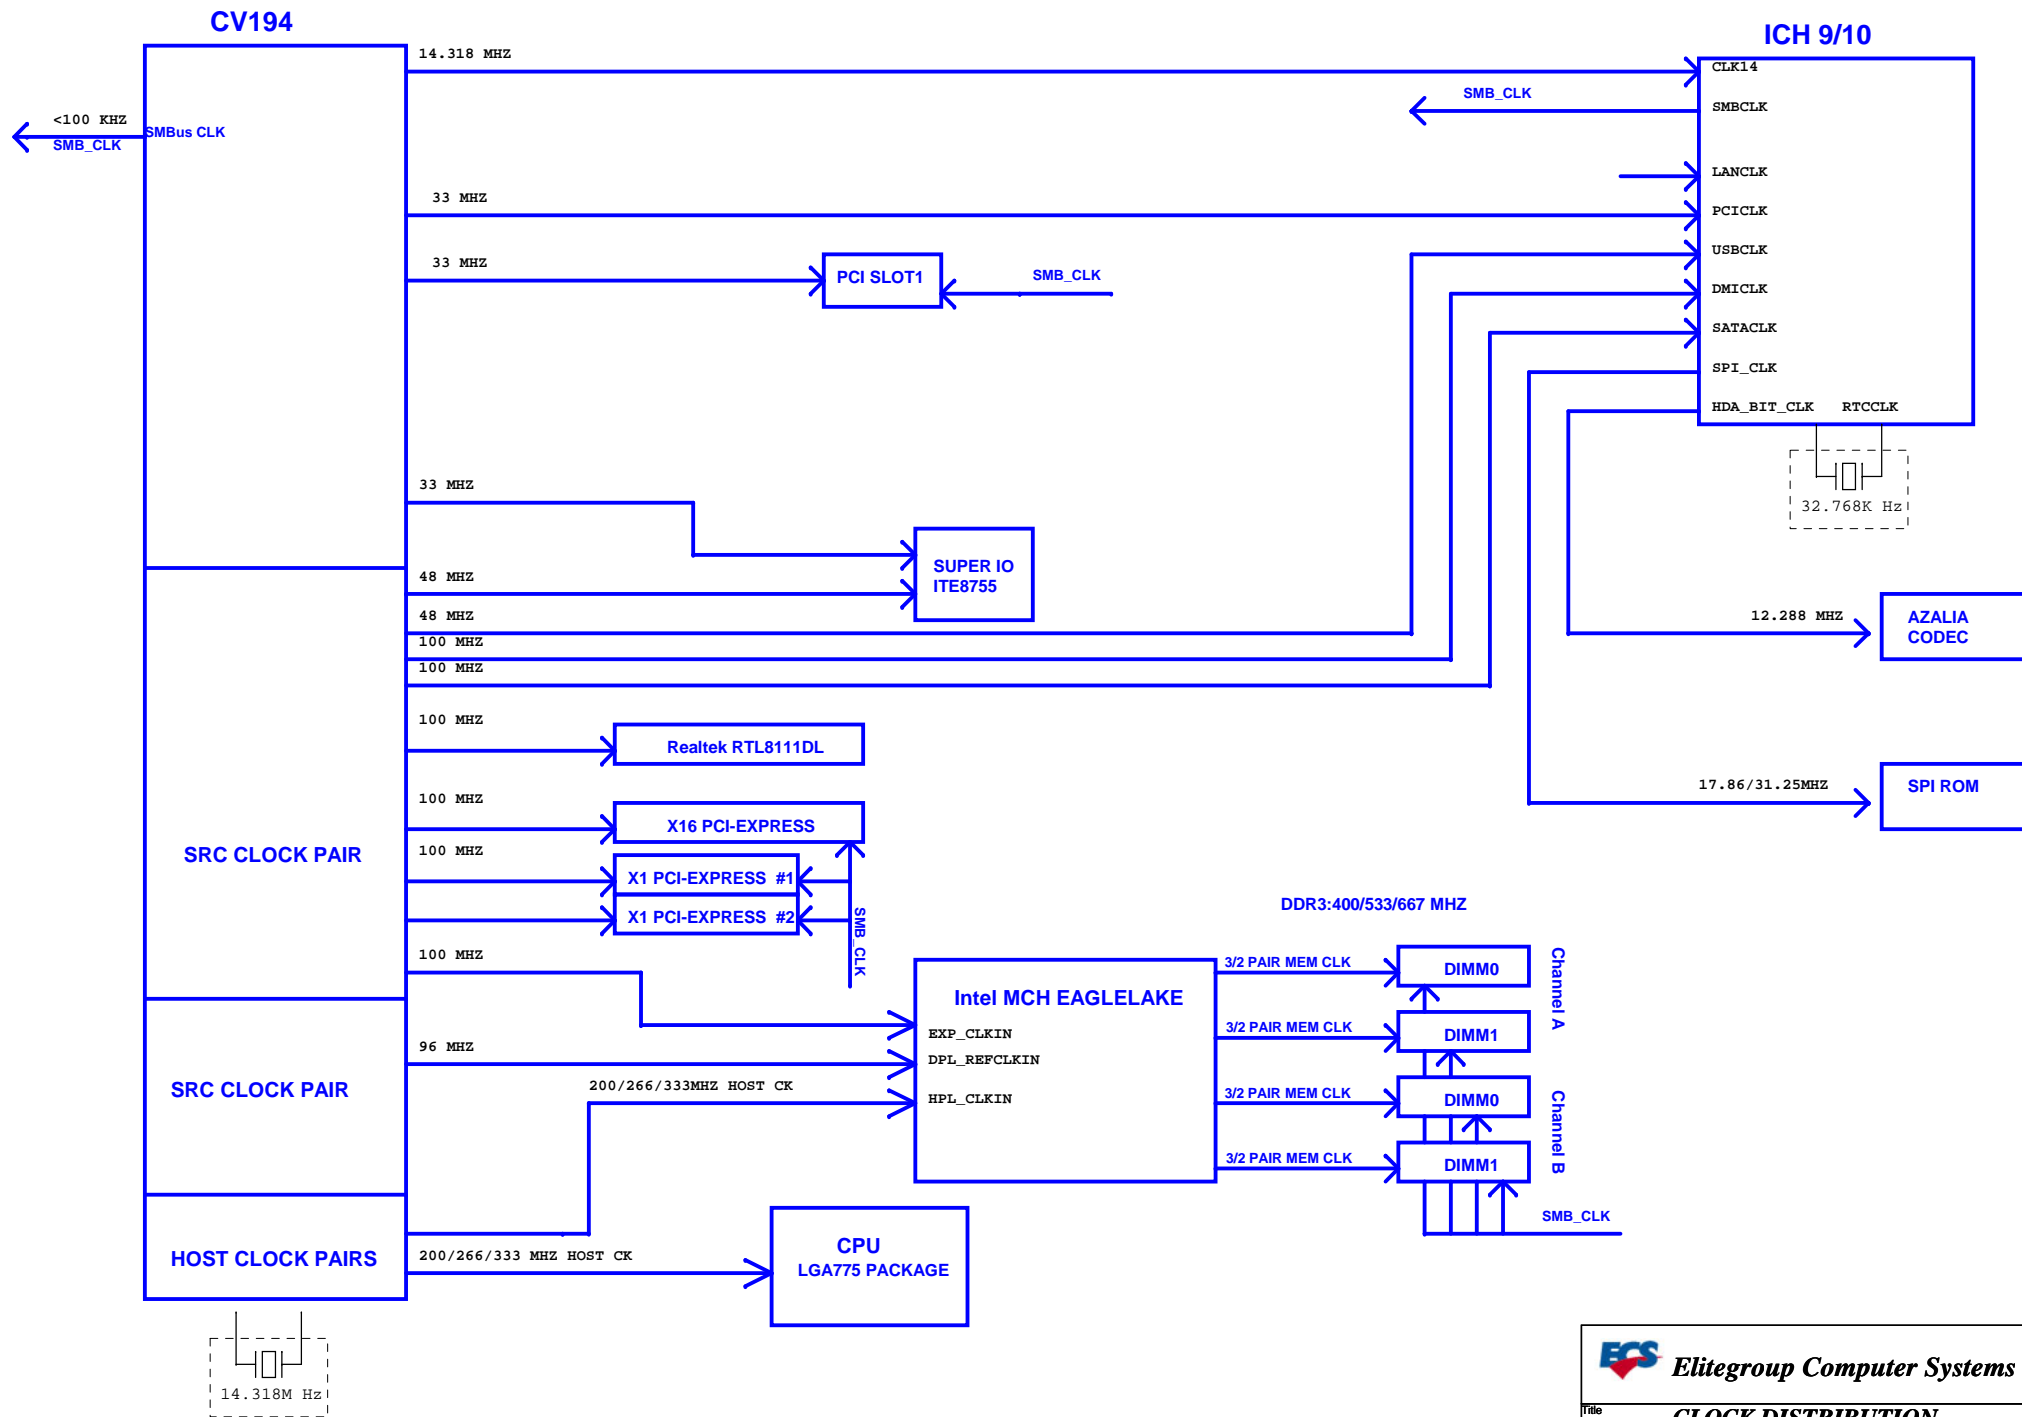 CV194
ICH 9/10
14.318 MHZ
CLK14
SMB_CLK
SMBCLK
<100 KHZ
SMBus CLK
SMB_CLK
LANCLK
33 MHZ
PCICLK
USBCLK
33 MHZ
PCI SLOT1
SMB_CLK
DMICLK
SATACLK
SPI_CLK
HDA_BIT_CLK RTCCLK
32.768K Hz
33 MHZ
SUPER IO
ITE8755
48 MHZ
48 MHZ
100 MHZ
100 MHZ
12.288 MHZ
AZALIA
CODEC
100 MHZ
Realtek RTL8111DL
17.86/31.25MHZ
SPI ROM
100 MHZ
X16 PCI-EXPRESS
SRC CLOCK PAIR
100 MHZ
X1 PCI-EXPRESS #1
X1 PCI-EXPRESS #2
SMB_CLK
DDR3:400/533/667 MHZ
100 MHZ
Intel MCH EAGLELAKE
EXP_CLKIN
DPL_REFCLKIN
HPL_CLKIN
3/2 PAIR MEM CLK
DIMM0
Channel A
3/2 PAIR MEM CLK
DIMM1
96 MHZ
SRC CLOCK PAIR
200/266/333MHZ HOST CK
3/2 PAIR MEM CLK
DIMM0
Channel B
3/2 PAIR MEM CLK
DIMM1
SMB_CLK
HOST CLOCK PAIRS
200/266/333 MHZ HOST CK
CPU
LGA775 PACKAGE
14.318M Hz
ECS
Elitegroup Computer Systems
Title
CLOCK DISTRIBUTION